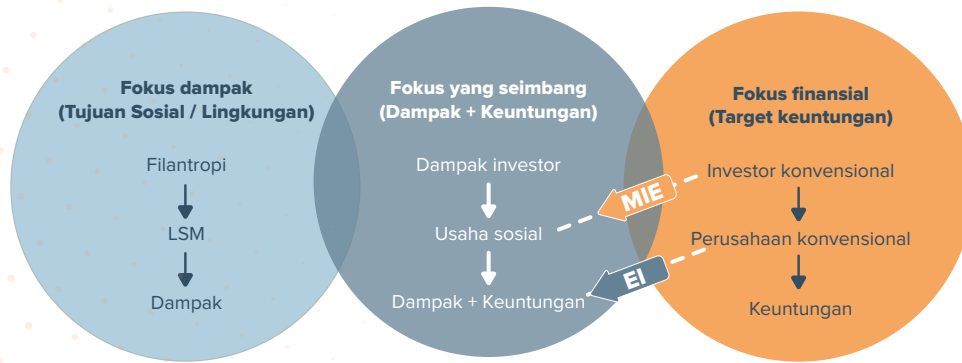 Fokus dampak
(Tujuan Sosial / Lingkungan)
Filantropi
LSM
Dampak
Fokus yang seimbang
(Dampak + Keuntungan)
Dampak investor
Usaha sosial
Dampak + Keuntungan
MIE
EI
Fokus finansial
(Target keuntungan)
Investor konvensional
Perusahaan konvensional
Keuntungan